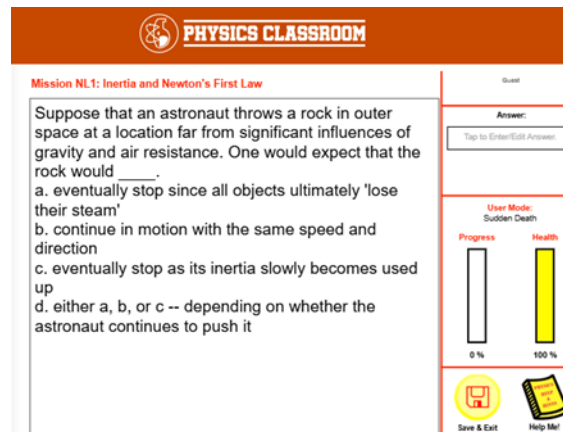 PHYSICS CLASSROOM
Mission NL1: Inertia and Newton's First Law
Suppose that an astronaut throws a rock in outer
space at a location far from significant influences of
gravity and air resistance. One would expect that the
rock would ____.
a. eventually stop since all objects ultimately 'lose
their steam'
b. continue in motion with the same speed and
direction
c. eventually stop as its inertia slowly becomes used
up
d. either a, b, or c -- depending on whether the
astronaut continues to push it
Guest
Answer:
Tap to Enter/Edit Answer.
User Mode:
Sudden Death
Progress Health
0 % 100 %
Save & Exit Help Me!